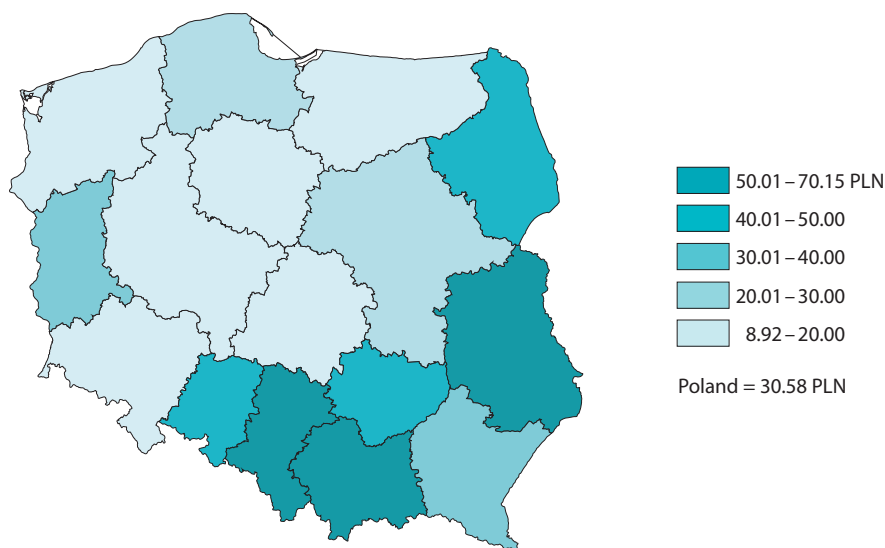 50.01 – 70.15 PLN
40.01 – 50.00
30.01 – 40.00
20.01 – 30.00
8.92 – 20.00
Poland = 30.58 PLN